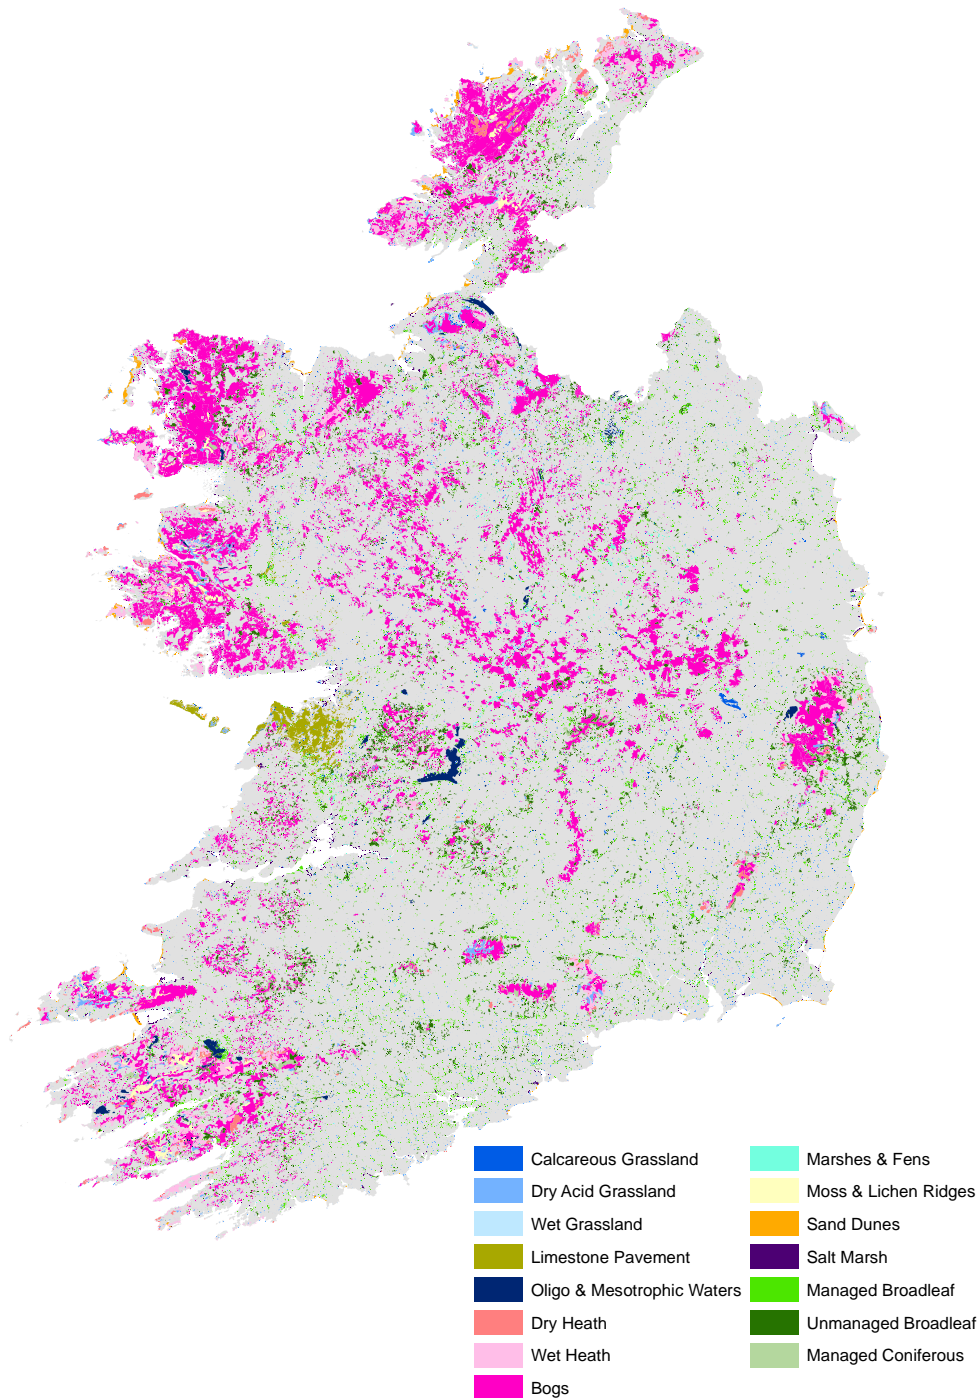 Calcareous Grassland
Dry Acid Grassland
Wet Grassland
Limestone Pavement
Oligo & Mesotrophic Waters
Dry Heath
Wet Heath
Bogs
Marshes & Fens
Moss & Lichen Ridges
Sand Dunes
Salt Marsh
Managed Broadleaf
Unmanaged Broadleaf
Managed Coniferous